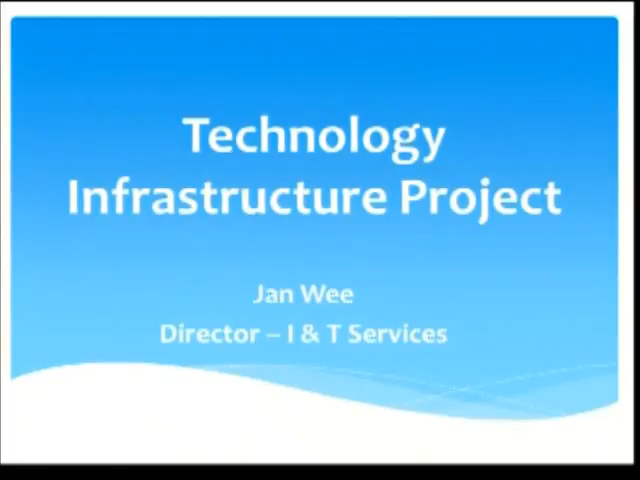 Technology
Infrastructure Project
Jan Wee
Director – I & T Services